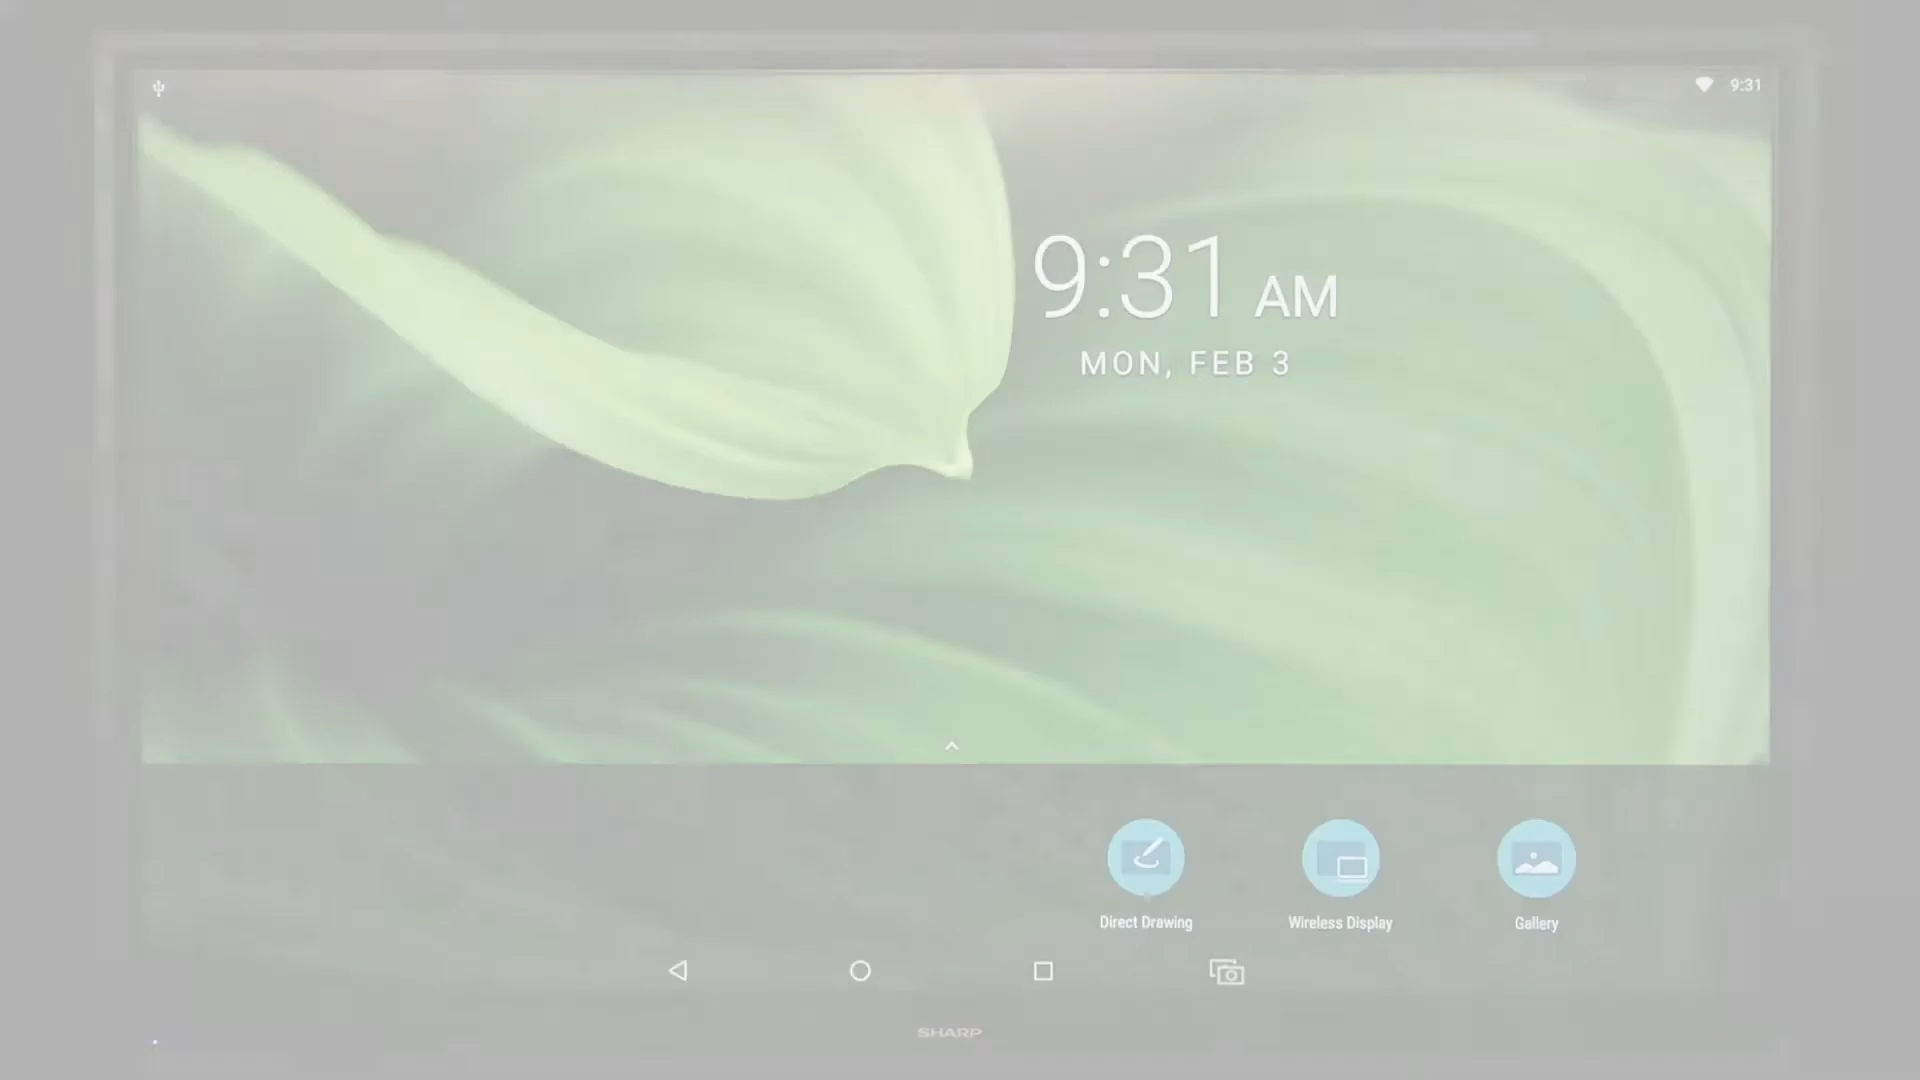 9:31
9:31 AM
MON, FEB 3
Direct Drawing
Wireless Display
Gallery
SHARP